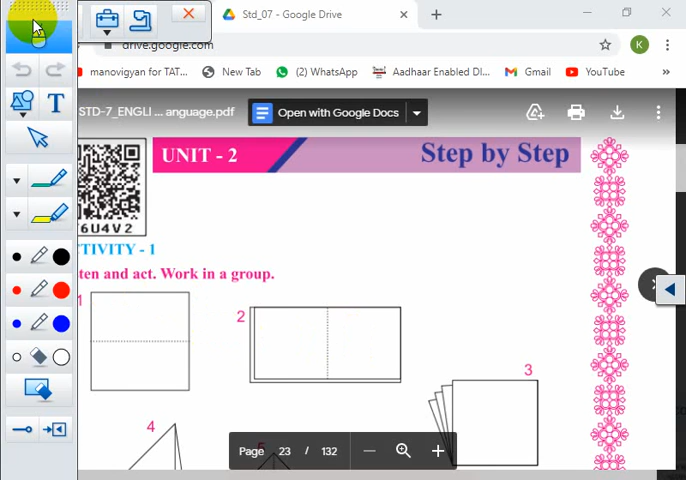 Std_07 - Google Drive
drive.google.com
K
manovigyan for TAT...
New Tab
(2) WhatsApp
Aadhaar Enabled DI...
Gmail
YouTube
»
STD-7_ENGLI ... anguage.pdf
Open with Google Docs
UNIT - 2
Step by Step
6U4V2
TIVITY - 1
ten and act. Work in a group.
1
2
3
4
5
Page 23 / 132
T